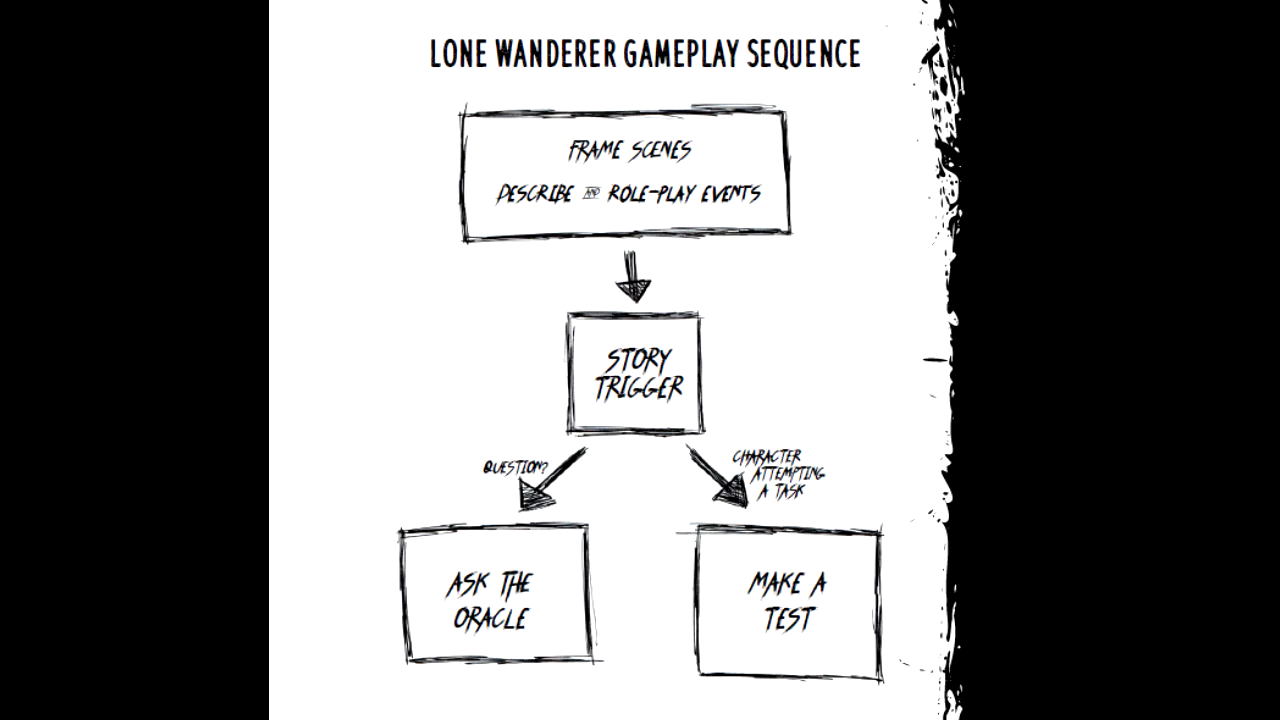 LONE WANDERER GAMEPLAY SEQUENCE
FRAME SCENES
DESCRIBE AND ROLE-PLAY EVENTS
STORY
TRIGGER
QUESTION?
CHARACTER
ATTEMPTING
A TASK
ASK THE
ORACLE
MAKE A
TEST